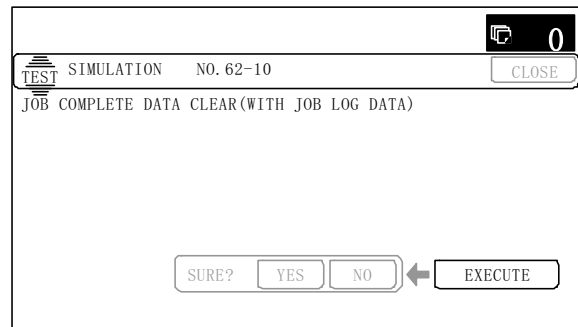 0
TEST SIMULATION NO. 62-10 CLOSE
JOB COMPLETE DATA CLEAR(WITH JOB LOG DATA)
SURE? YES NO EXECUTE